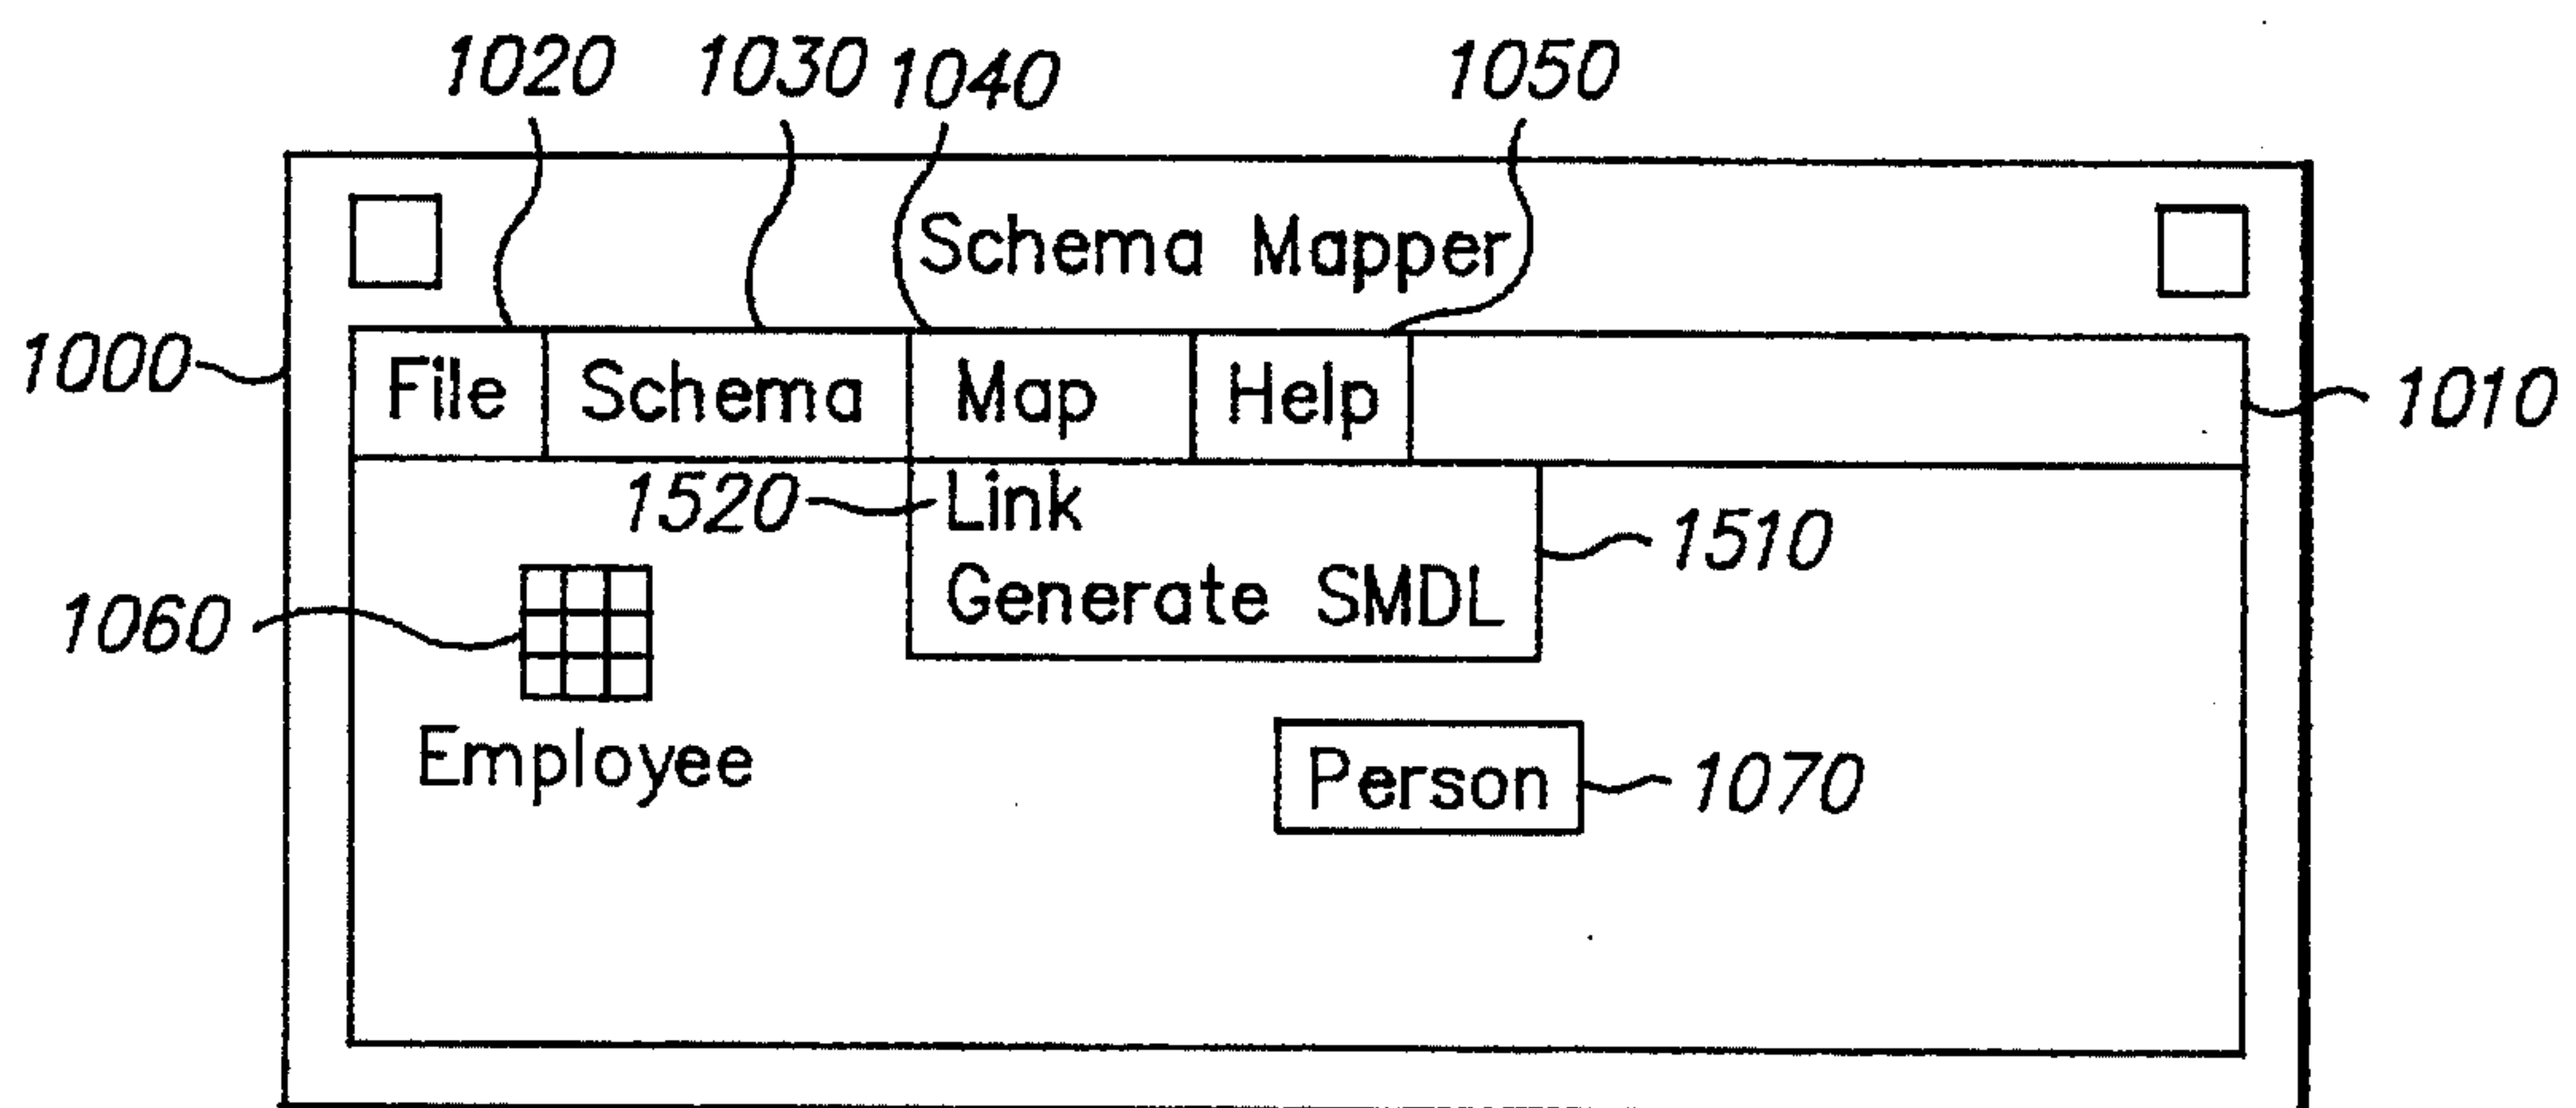 1020 1030 1040 1050
Schema Mapper
1000 File Schema Map Help 1010
1520 Link
Generate SMDL 1510
1060
Employee
Person 1070